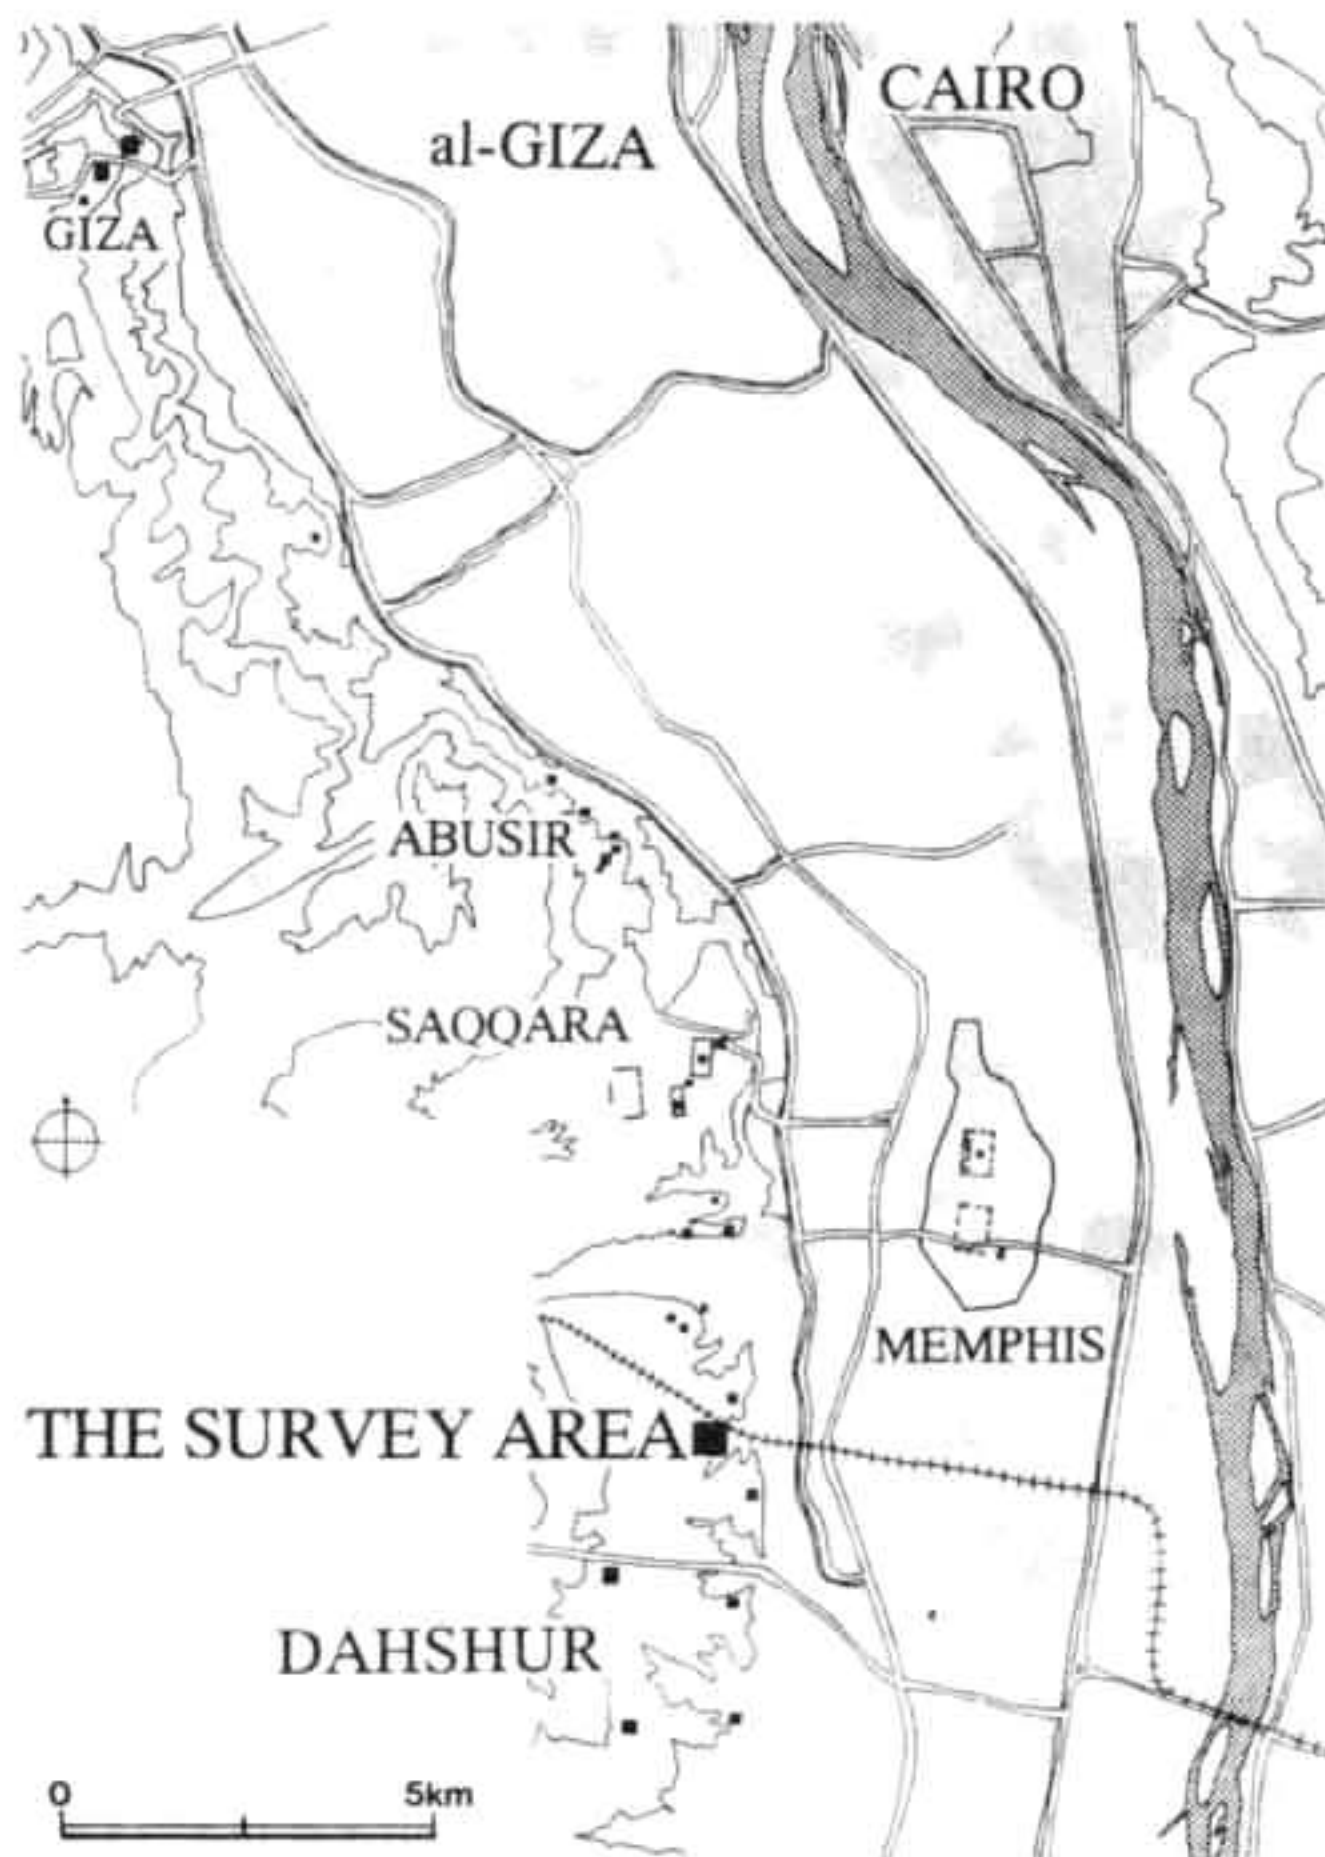 CAIRO
al-GIZA
GIZA
ABUSIR
SAQQARA
MEMPHIS
THE SURVEY AREA
DAHSHUR
0 5km